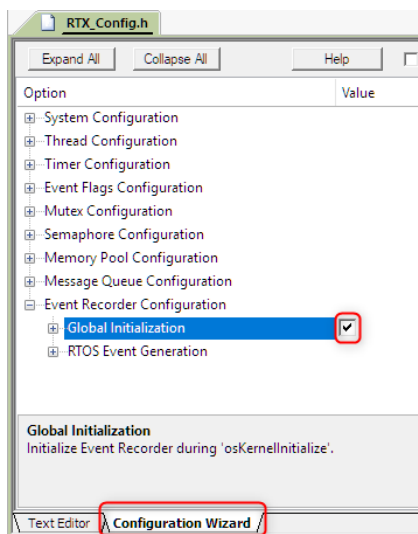 RTX_Config.h
Expand All Collapse All Help
Option Value
System Configuration
Thread Configuration
Timer Configuration
Event Flags Configuration
Mutex Configuration
Semaphore Configuration
Memory Pool Configuration
Message Queue Configuration
Event Recorder Configuration
Global Initialization
RTOS Event Generation
Global Initialization
Initialize Event Recorder during 'osKernelInitialize'.
Text Editor Configuration Wizard